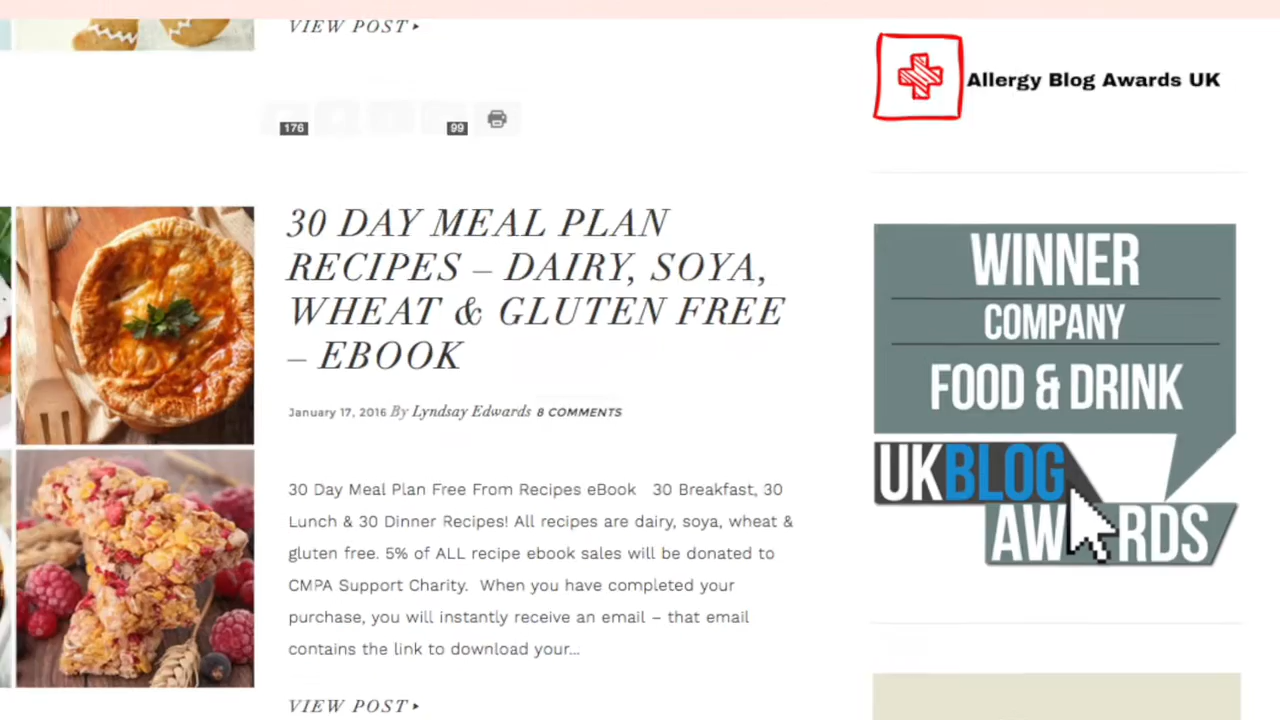 VIEW POST
176
99
30 DAY MEAL PLAN
RECIPES – DAIRY, SOYA,
WHEAT & GLUTEN FREE
– EBOOK
January 17, 2016 By Lyndsay Edwards 8 COMMENTS
30 Day Meal Plan Free From Recipes eBook 30 Breakfast, 30
Lunch & 30 Dinner Recipes! All recipes are dairy, soya, wheat &
gluten free. 5% of ALL recipe ebook sales will be donated to
CMPA Support Charity. When you have completed your
purchase, you will instantly receive an email – that email
contains the link to download your...
VIEW POST
Allergy Blog Awards UK
WINNER
COMPANY
FOOD & DRINK
UKBLOG
AWARDS